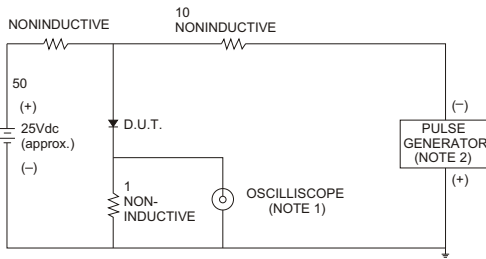 NONINDUCTIVE
10
NONINDUCTIVE
50
(+)
25Vdc
(approx.)
(–)
D.U.T.
1
NON-
INDUCTIVE
OSCILLISCOPE
(NOTE 1)
(–)
PULSE
GENERATOR
(NOTE 2)
(+)